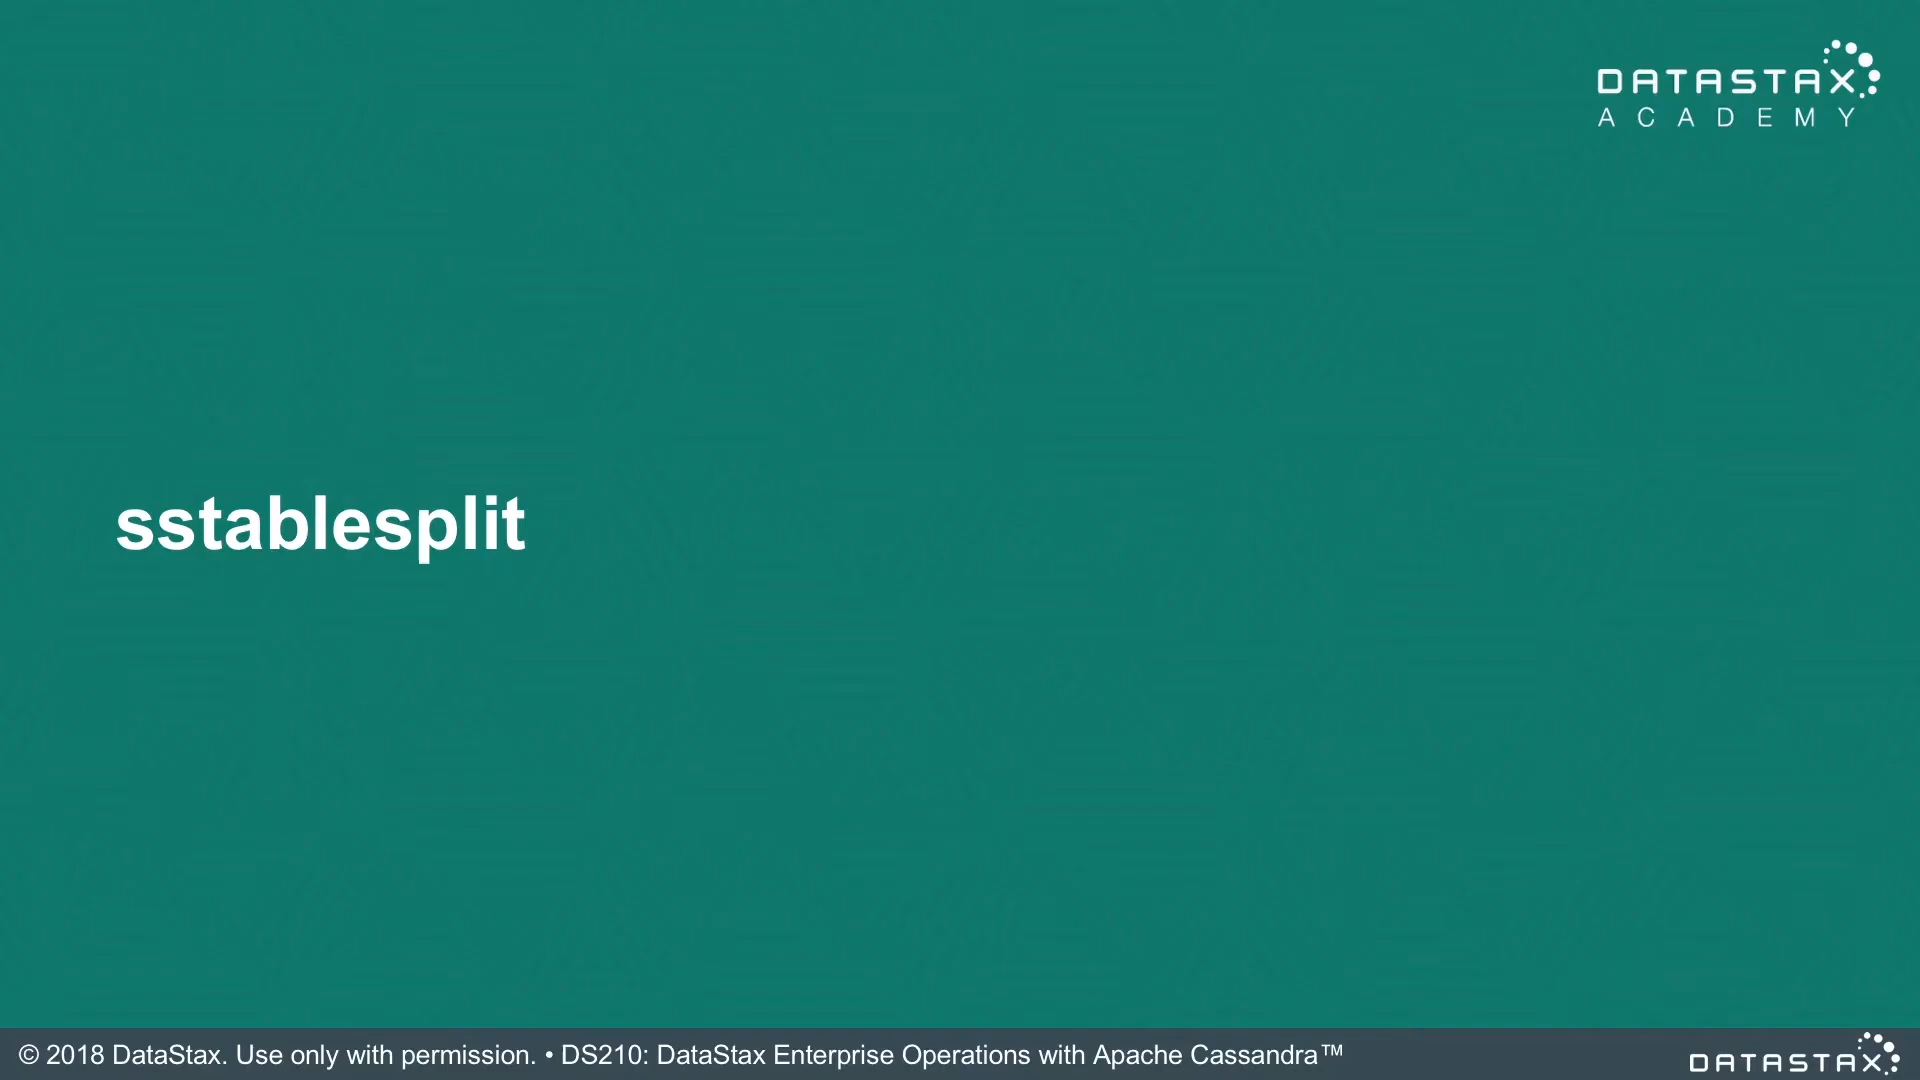 DATASTAX
ACADEMY
sstablesplit
© 2018 DataStax. Use only with permission. • DS210: DataStax Enterprise Operations with Apache Cassandra™
DATASTAX